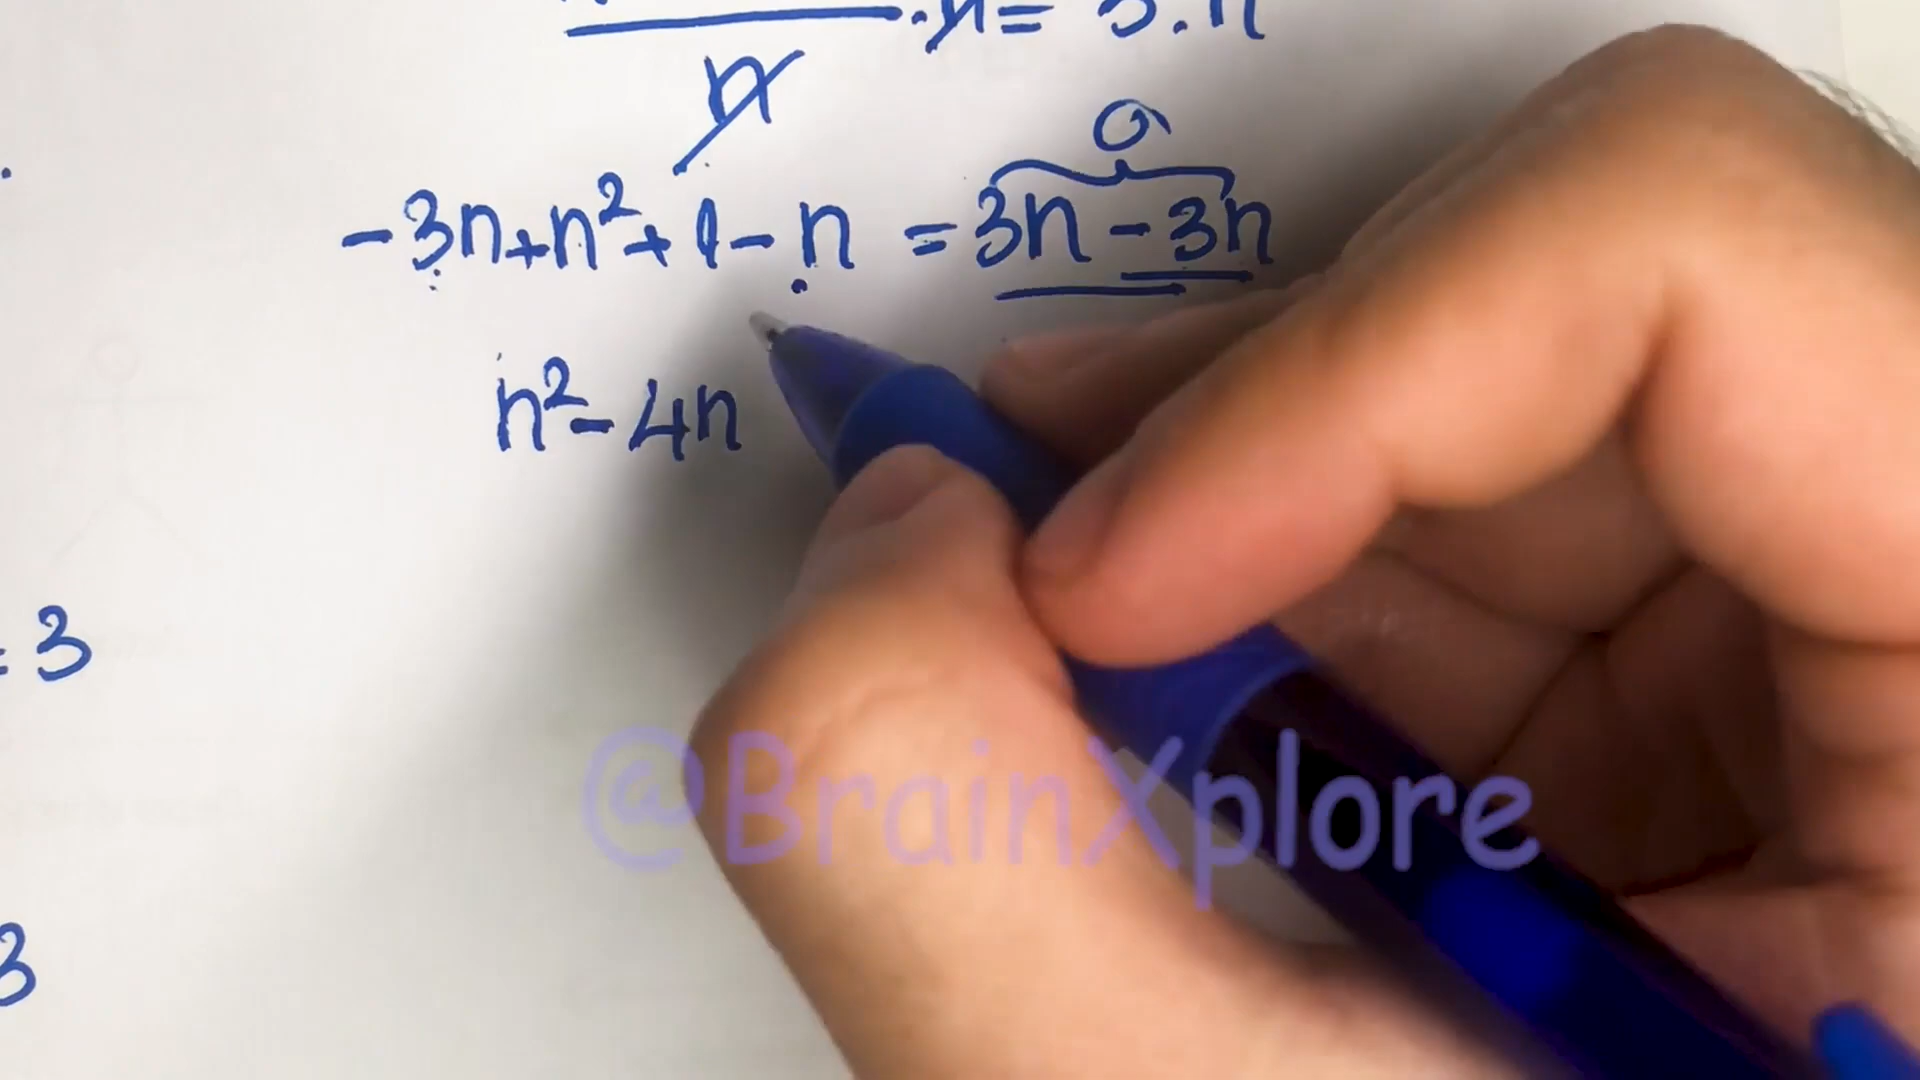 .n = 3.n
n
0
-3n+n²+1-n = 3n-3n
n²-4n
= 3
3
@BrainXplore